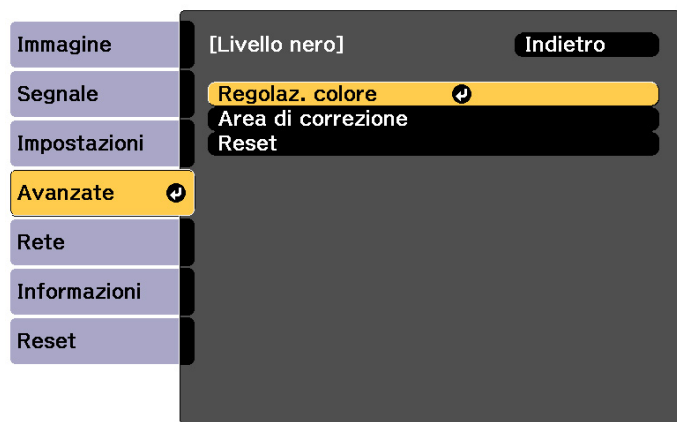 Immagine
Segnale
Impostazioni
Avanzate
Rete
Informazioni
Reset
[Livello nero] Indietro
Regolaz. colore
Area di correzione
Reset